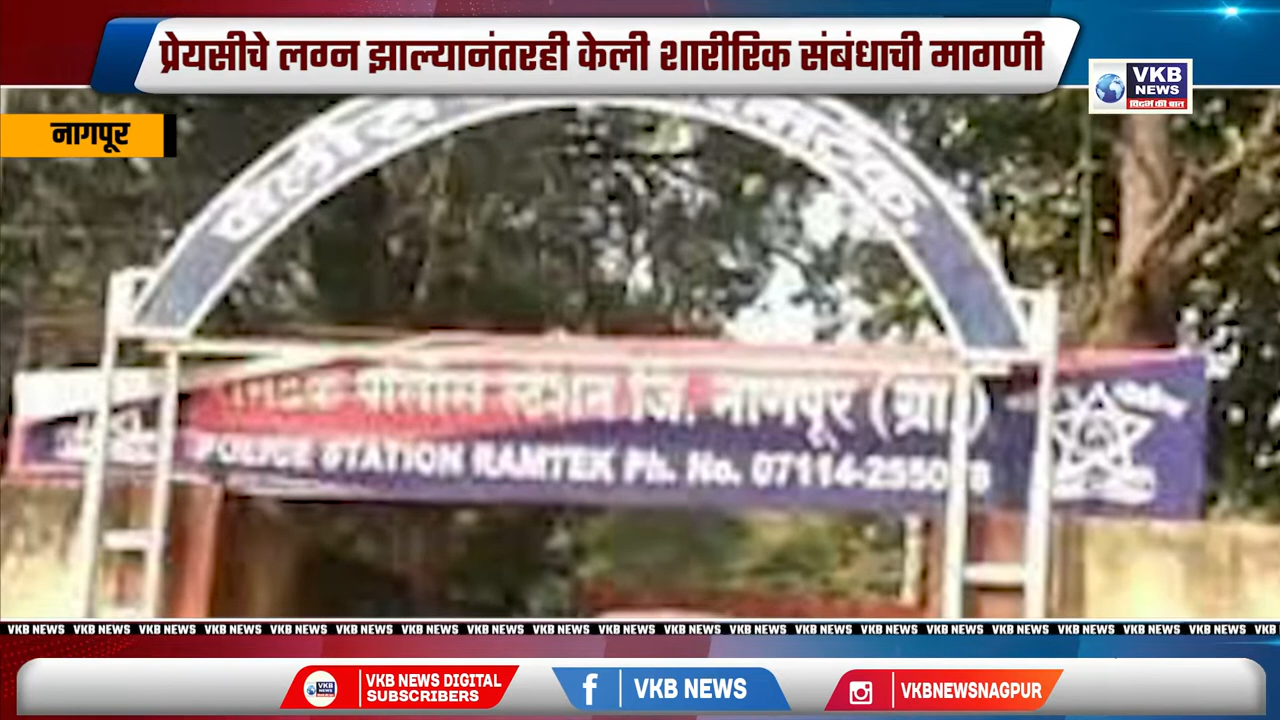 प्रेयसीचे लग्न झाल्यानंतरही केली शारीरिक संबंधाची मागणी
VKB
NEWS
विदर्भ की बात
नागपूर
पोलीस स्टेशन जि. नागपूर (ग्रा.)
POLICE STATION RAMTEK Ph. No. 07114-
VKB NEWS VKB NEWS VKB NEWS VKB NEWS VKB NEWS VKB NEWS VKB NEWS VKB NEWS VKB NEWS VKB NEWS VKB NEWS VKB NEWS VKB NEWS VKB NEWS VKB NEWS VKB NEWS VKB NEWS VKB NEWS VKB NEWS VKB
VKB NEWS DIGITAL
SUBSCRIBERS
VKB NEWS
VKBNEWSNAGPUR